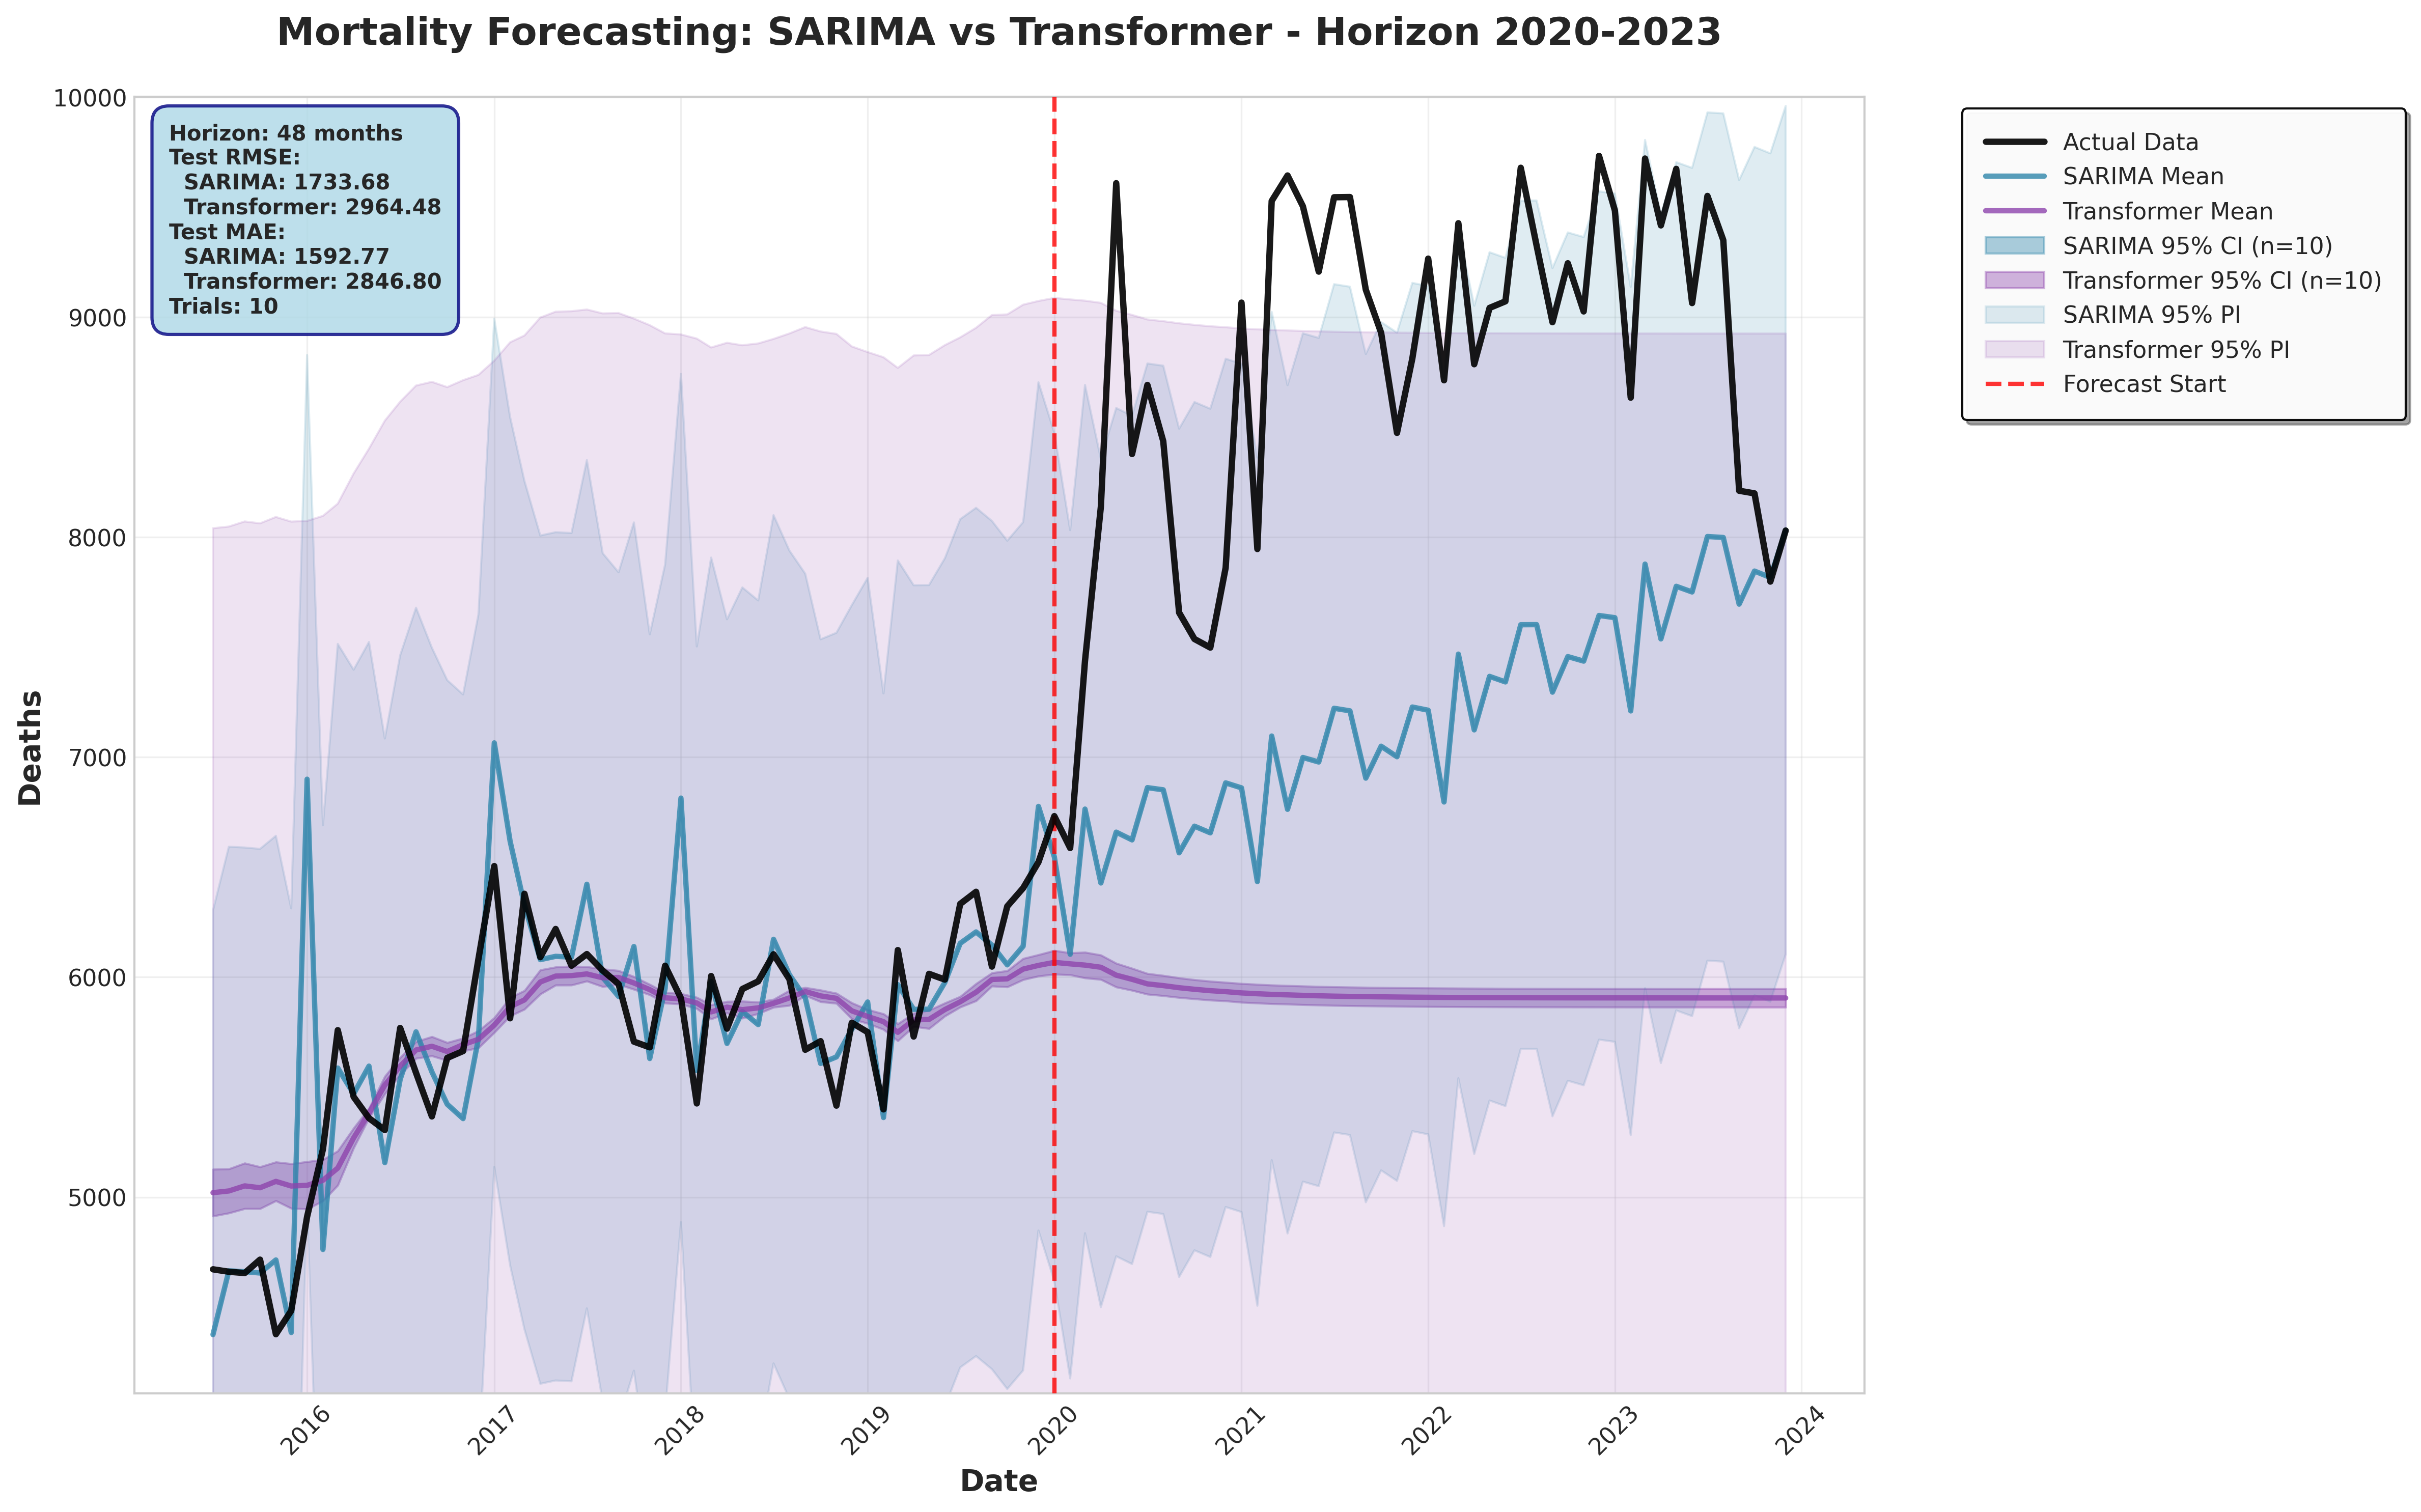 Mortality Forecasting: SARIMA vs Transformer - Horizon 2020-2023
Horizon: 48 months
Test RMSE:
SARIMA: 1733.68
Transformer: 2964.48
Test MAE:
SARIMA: 1592.77
Transformer: 2846.80
Trials: 10
Actual Data
SARIMA Mean
Transformer Mean
SARIMA 95% CI (n=10)
Transformer 95% CI (n=10)
SARIMA 95% PI
Transformer 95% PI
Forecast Start
Deaths
10000
9000
8000
7000
6000
5000
2016
2017
2018
2019
2020
2021
2022
2023
2024
Date